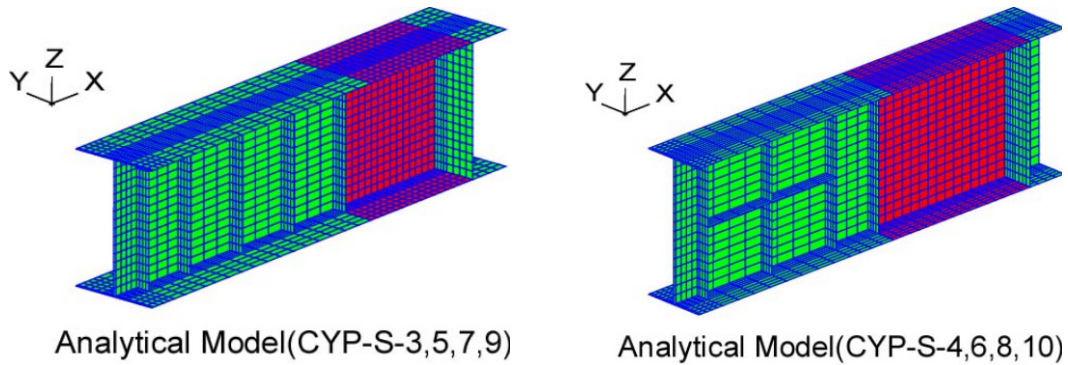 Z
Y X
Analytical Model(CYP-S-3,5,7,9)
Z
Y X
Analytical Model(CYP-S-4,6,8,10)